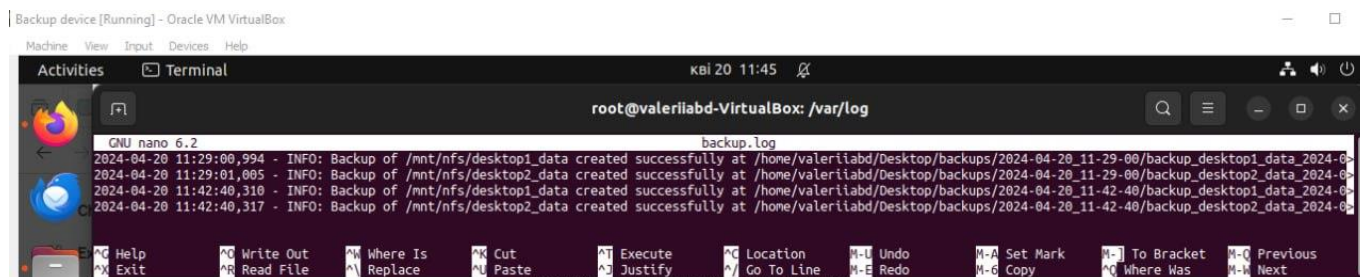 Backup device [Running] - Oracle VM VirtualBox
Machine View Input Devices Help
Activities Terminal кві 20 11:45
root@valeriiabd-VirtualBox: /var/log
GNU nano 6.2 backup.log
2024-04-20 11:29:00,994 - INFO: Backup of /mnt/nfs/desktop1_data created successfully at /home/valeriiabd/Desktop/backups/2024-04-20_11-29-00/backup_desktop1_data_2024-0>
2024-04-20 11:29:01,005 - INFO: Backup of /mnt/nfs/desktop2_data created successfully at /home/valeriiabd/Desktop/backups/2024-04-20_11-29-00/backup_desktop2_data_2024-0>
2024-04-20 11:42:40,310 - INFO: Backup of /mnt/nfs/desktop1_data created successfully at /home/valeriiabd/Desktop/backups/2024-04-20_11-42-40/backup_desktop1_data_2024-0>
2024-04-20 11:42:40,317 - INFO: Backup of /mnt/nfs/desktop2_data created successfully at /home/valeriiabd/Desktop/backups/2024-04-20_11-42-40/backup_desktop2_data_2024-0>
^G Help ^O Write Out ^W Where Is ^K Cut ^T Execute ^C Location M-U Undo M-A Set Mark M-] To Bracket M-Q Previous
^X Exit ^R Read File ^\ Replace ^U Paste ^J Justify ^/ Go To Line M-E Redo M-6 Copy ^Q Where Was M-W Next